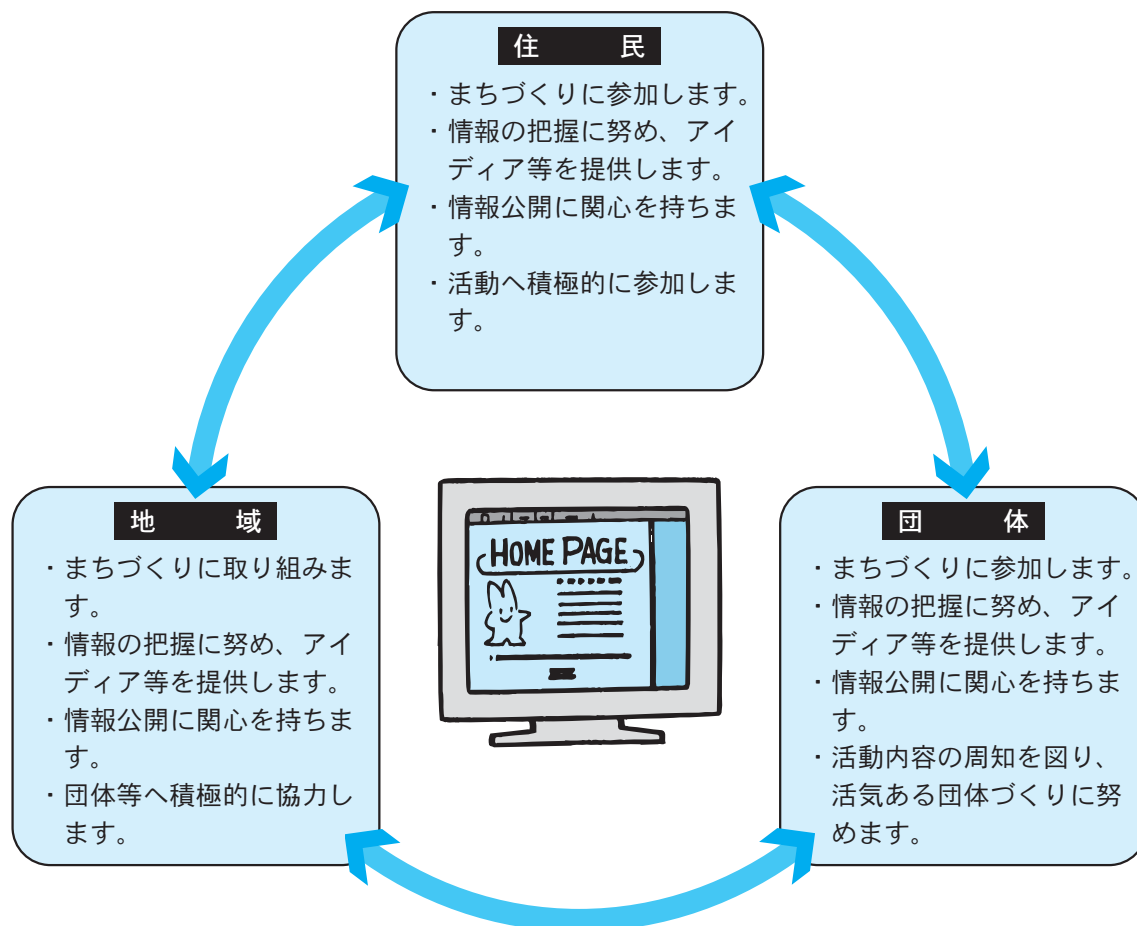 住　民
・まちづくりに参加します。
・情報の把握に努め、アイ
ディア等を提供します。
・情報公開に関心を持ちま
す。
・活動へ積極的に参加しま
す。
地　域
・まちづくりに取り組みま
す。
・情報の把握に努め、アイ
ディア等を提供します。
・情報公開に関心を持ちま
す。
・団体等へ積極的に協力し
ます。
HOME PAGE
団　体
・まちづくりに参加します。
・情報の把握に努め、アイ
ディア等を提供します。
・情報公開に関心を持ちま
す。
・活動内容の周知を図り、
活気ある団体づくりに努
めます。